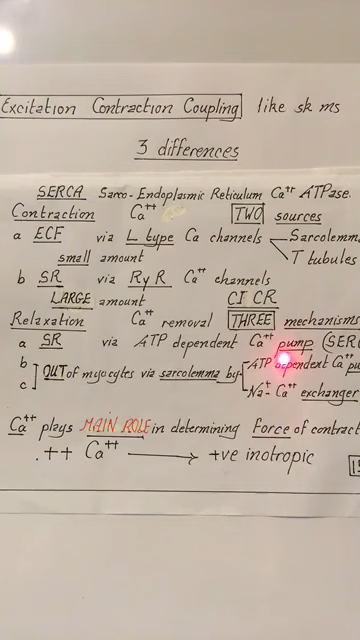 Excitation Contraction Coupling like sk ms
3 differences
SERCA Sarco-Endoplasmic Reticulum Ca++ ATPase.
Contraction Ca++ TWO sources
a ECF via L type Ca channels Sarcolemm
T tubules
small amount
b SR via RyR Ca++ channels
LARGE amount CICR
Relaxation Ca++ removal THREE mechanisms
a SR via ATP dependent Ca++ pump (SER
b ATP dependent Ca++ pu
OUT of myocytes via sarcolemma by
c Na+ Ca++ exchanger
Ca++ plays MAIN ROLE in determining Force of contract
++ Ca++ → +ve inotropic